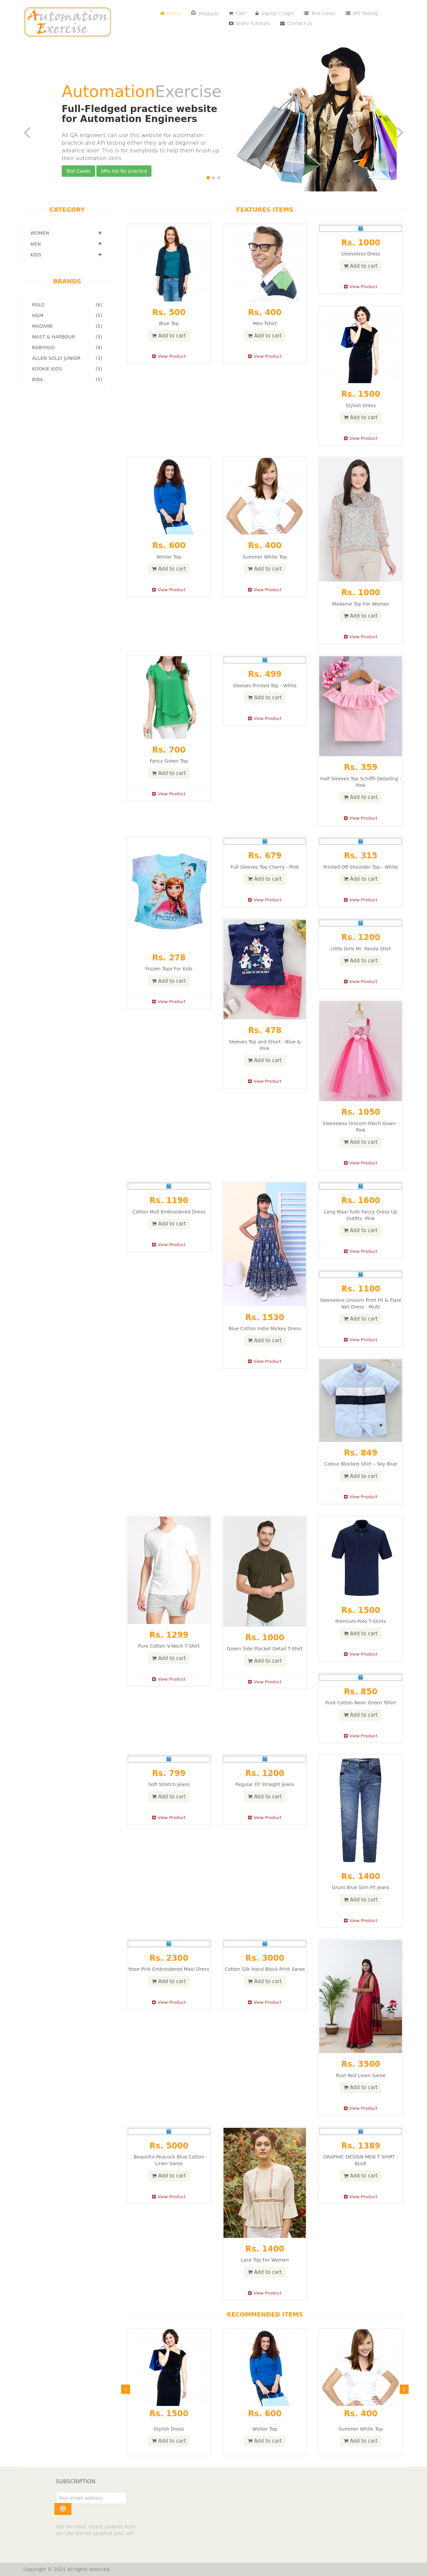 Automation
Exercise
Home
Products
Cart
Signup / Login
Test Cases
API Testing
Video Tutorials
Contact us
AutomationExercise
Full-Fledged practice website
for Automation Engineers
All QA engineers can use this website for automation
practice and API testing either they are at beginner or
advance level. This is for everybody to help them brush up
their automation skills.
Test Cases
APIs list for practice
CATEGORY
WOMEN
MEN
KIDS
BRANDS
POLO (6)
H&M (5)
MADAME (5)
MAST & HARBOUR (3)
BABYHUG (4)
ALLEN SOLLY JUNIOR (3)
KOOKIE KIDS (3)
BIBA (5)
FEATURES ITEMS
Rs. 500
Blue Top
Add to cart
View Product
Rs. 400
Men Tshirt
Add to cart
View Product
Rs. 1000
Sleeveless Dress
Add to cart
View Product
Rs. 1500
Stylish Dress
Add to cart
View Product
Rs. 600
Winter Top
Add to cart
View Product
Rs. 400
Summer White Top
Add to cart
View Product
Rs. 1000
Madame Top For Women
Add to cart
View Product
Rs. 700
Fancy Green Top
Add to cart
View Product
Rs. 499
Sleeves Printed Top - White
Add to cart
View Product
Rs. 359
Half Sleeves Top Schiffli Detailing -
Pink
Add to cart
View Product
Rs. 278
Frozen Tops For Kids
Add to cart
View Product
Rs. 679
Full Sleeves Top Cherry - Pink
Add to cart
View Product
Rs. 315
Printed Off Shoulder Top - White
Add to cart
View Product
Rs. 478
Sleeves Top and Short - Blue &
Pink
Add to cart
View Product
Rs. 1200
Little Girls Mr. Panda Shirt
Add to cart
View Product
Rs. 1050
Sleeveless Unicorn Patch Gown -
Pink
Add to cart
View Product
Rs. 1190
Cotton Mull Embroidered Dress
Add to cart
View Product
Rs. 1530
Blue Cotton Indie Mickey Dress
Add to cart
View Product
Rs. 1600
Long Maxi Tulle Fancy Dress Up
Outfits -Pink
Add to cart
View Product
Rs. 1100
Sleeveless Unicorn Print Fit & Flare
Net Dress - Multi
Add to cart
View Product
Rs. 849
Colour Blocked Shirt – Sky Blue
Add to cart
View Product
Rs. 1299
Pure Cotton V-Neck T-Shirt
Add to cart
View Product
Rs. 1000
Green Side Placket Detail T-Shirt
Add to cart
View Product
Rs. 1500
Premium Polo T-Shirts
Add to cart
View Product
Rs. 850
Pure Cotton Neon Green Tshirt
Add to cart
View Product
Rs. 799
Soft Stretch Jeans
Add to cart
View Product
Rs. 1200
Regular Fit Straight Jeans
Add to cart
View Product
Rs. 1400
Grunt Blue Slim Fit Jeans
Add to cart
View Product
Rs. 2300
Rose Pink Embroidered Maxi Dress
Add to cart
View Product
Rs. 3000
Cotton Silk Hand Block Print Saree
Add to cart
View Product
Rs. 3500
Rust Red Linen Saree
Add to cart
View Product
Rs. 5000
Beautiful Peacock Blue Cotton
Linen Saree
Add to cart
View Product
Rs. 1400
Lace Top For Women
Add to cart
View Product
Rs. 1389
GRAPHIC DESIGN MEN T SHIRT -
BLUE
Add to cart
View Product
RECOMMENDED ITEMS
Rs. 1500
Stylish Dress
Add to cart
Rs. 600
Winter Top
Add to cart
Rs. 400
Summer White Top
Add to cart
SUBSCRIPTION
Your email address
Get the most recent updates from
our site and be updated your self...
Copyright © 2021 All rights reserved